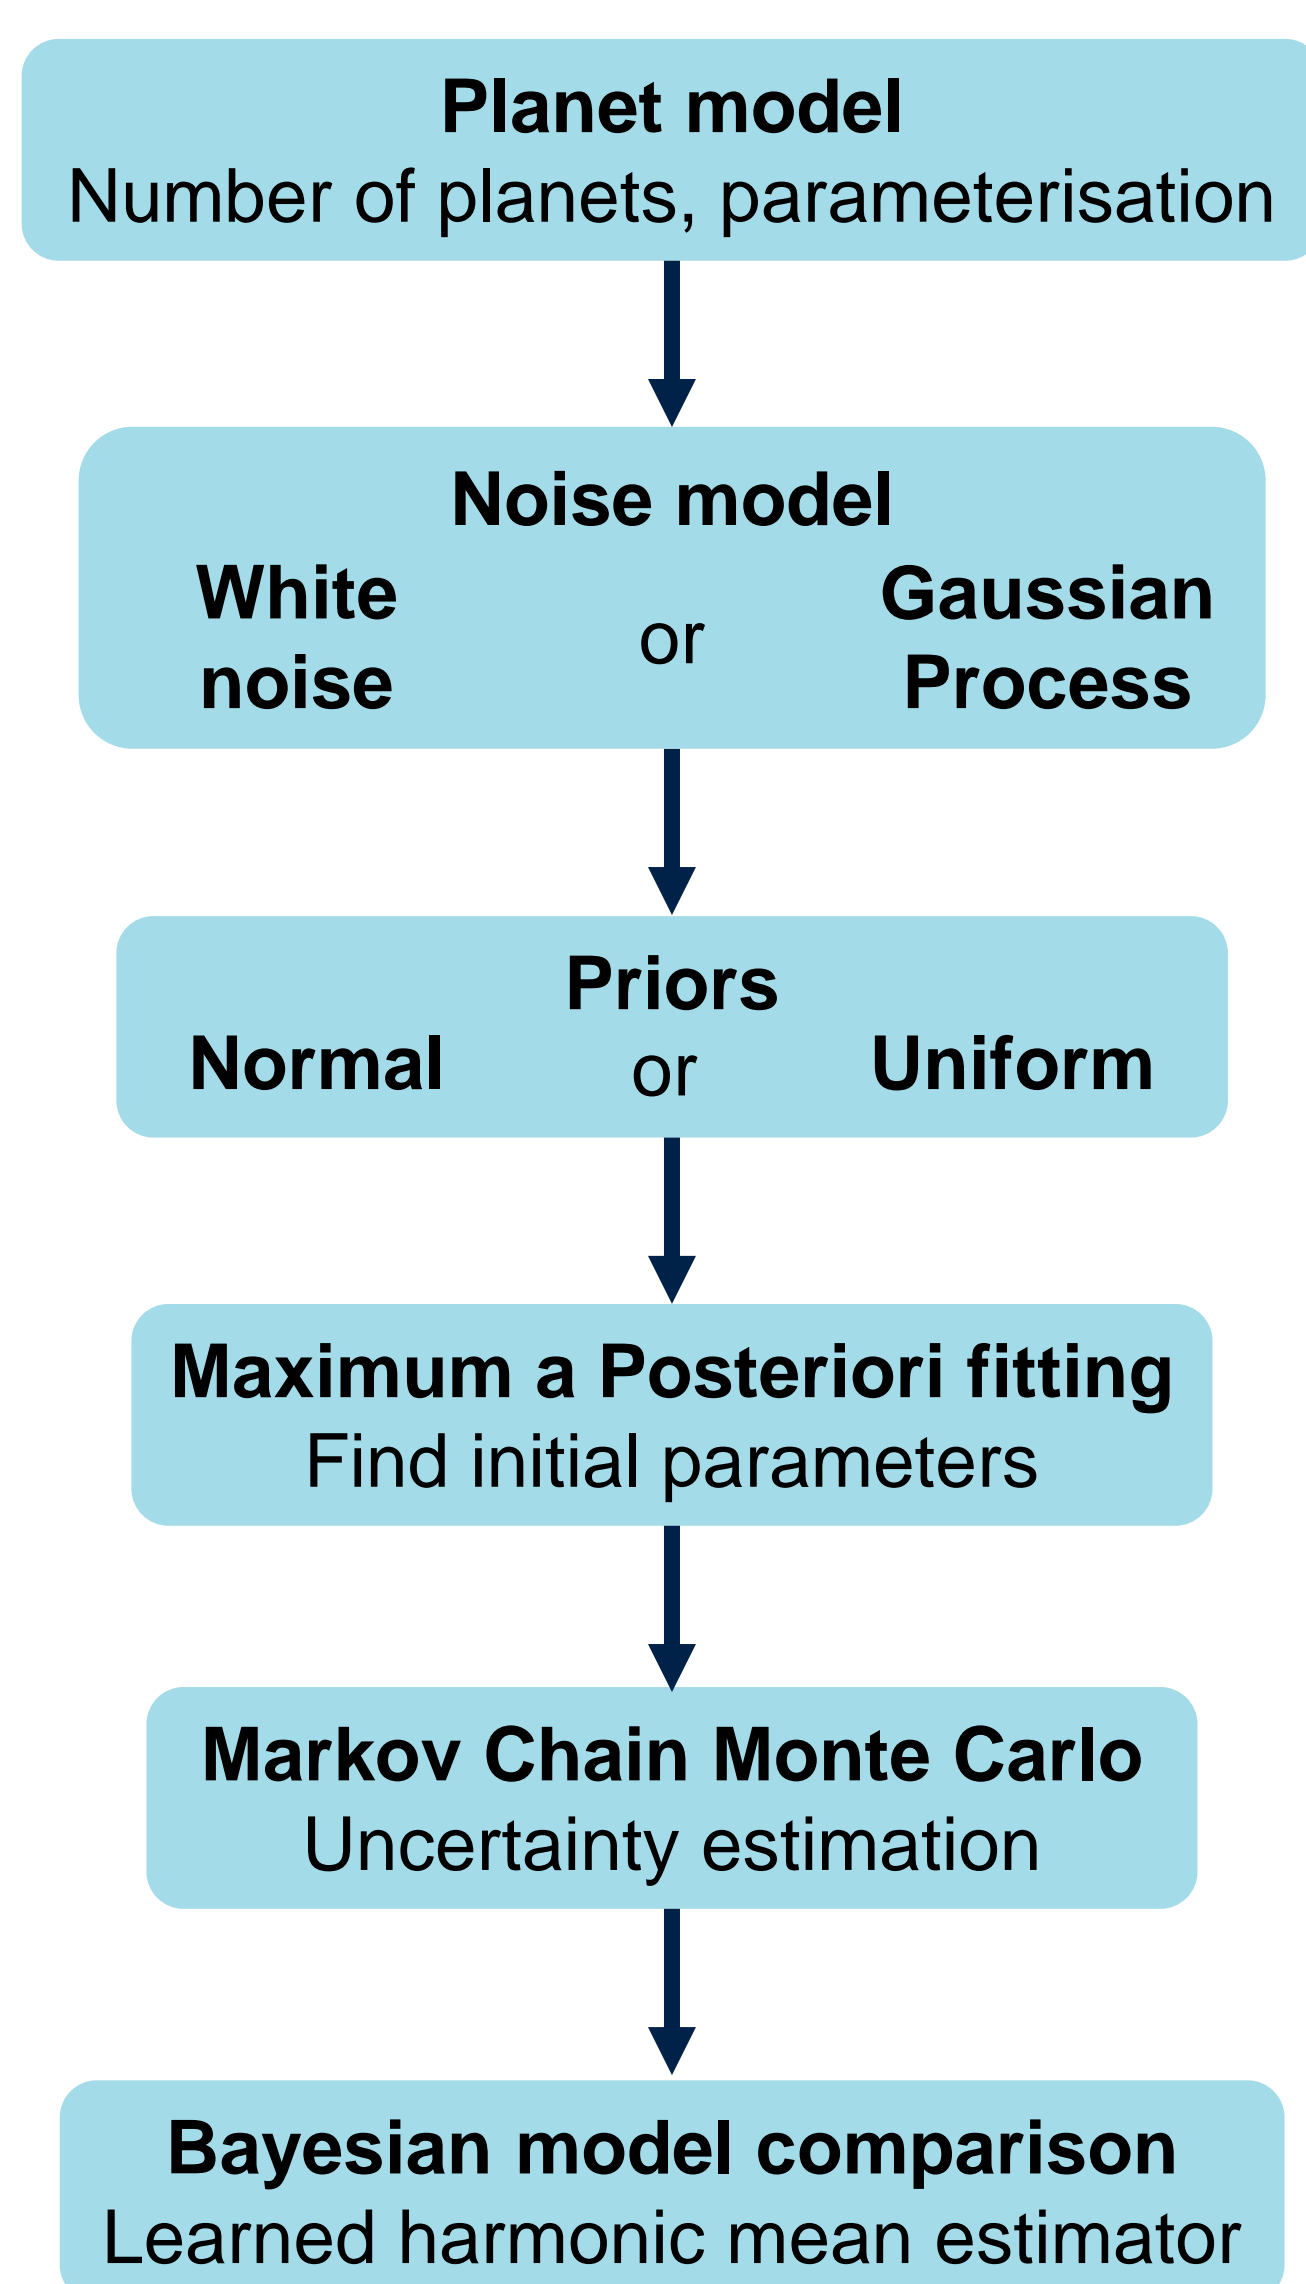 Planet model
Number of planets, parameterisation
Noise model
White noise
or
Gaussian Process
Priors
Normal or Uniform
Maximum a Posteriori fitting
Find initial parameters
Markov Chain Monte Carlo
Uncertainty estimation
Bayesian model comparison
Learned harmonic mean estimator